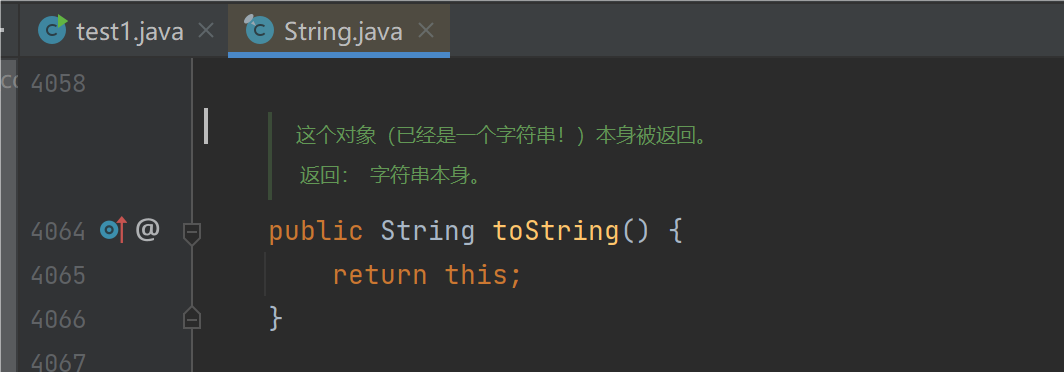 test1.java
String.java
cc
4058
这个对象（已经是一个字符串！）本身被返回。
返回： 字符串本身。
4064 @ public String toString() {
4065 return this;
4066 }
4067